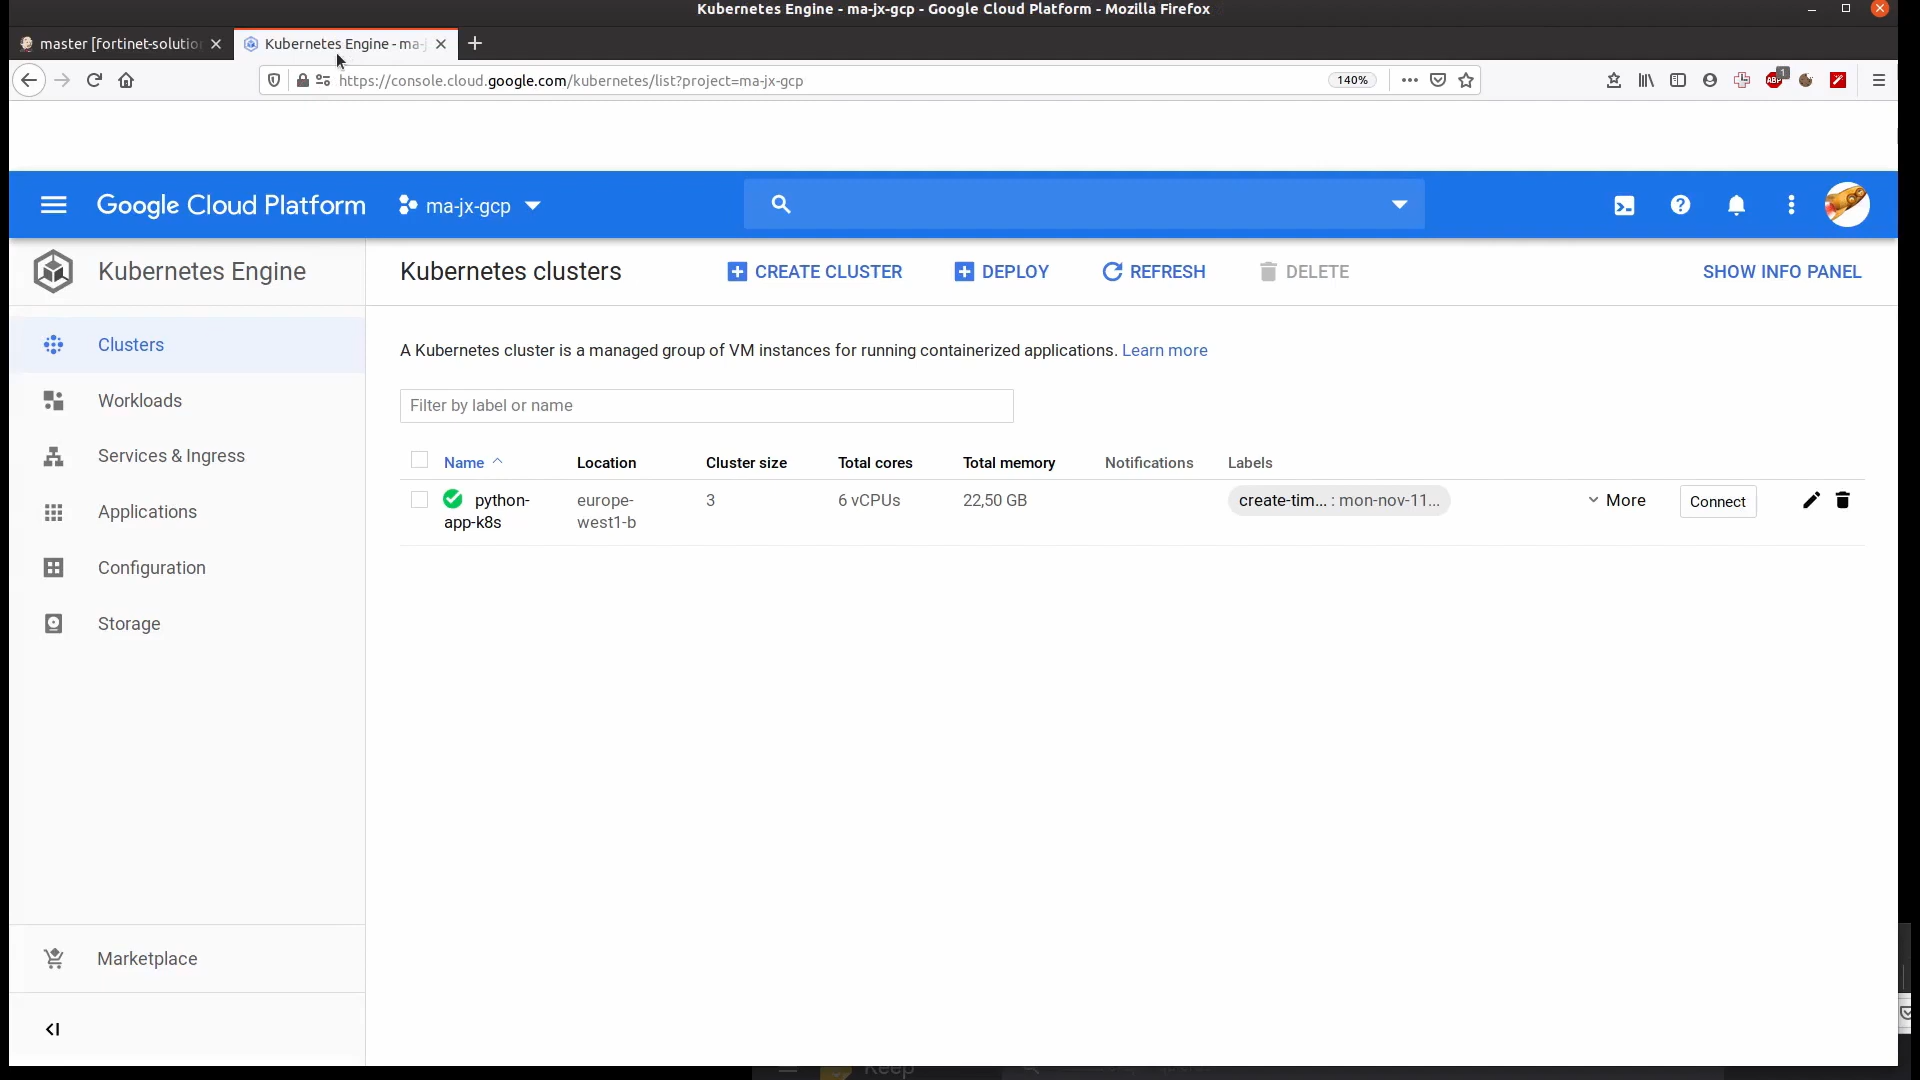 Kubernetes Engine - ma-jx-gcp - Google Cloud Platform - Mozilla Firefox
master [fortinet-solutio
Kubernetes Engine - ma-j
https://console.cloud.google.com/kubernetes/list?project=ma-jx-gcp
140%
ABP
1
Google Cloud Platform
ma-jx-gcp
Kubernetes Engine
Kubernetes clusters
CREATE CLUSTER
DEPLOY
REFRESH
DELETE
SHOW INFO PANEL
Clusters
Workloads
Services & Ingress
Applications
Configuration
Storage
Marketplace
A Kubernetes cluster is a managed group of VM instances for running containerized applications. Learn more
Filter by label or name
Name Location Cluster size Total cores Total memory Notifications Labels
python-
app-k8s
europe-
west1-b
3
6 vCPUs
22,50 GB
create-tim... : mon-nov-11...
More
Connect
Keep